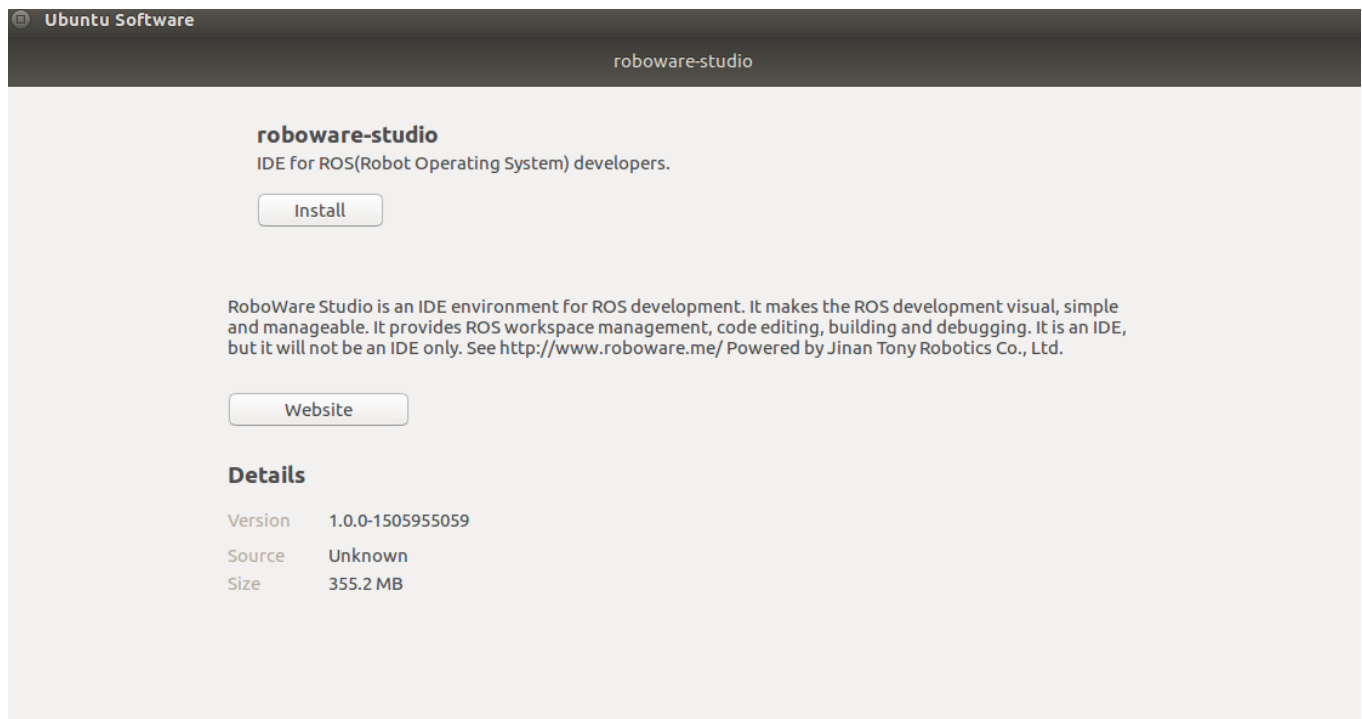 Ubuntu Software
roboware-studio
roboware-studio
IDE for ROS(Robot Operating System) developers.
Install
RoboWare Studio is an IDE environment for ROS development. It makes the ROS development visual, simple
and manageable. It provides ROS workspace management, code editing, building and debugging. It is an IDE,
but it will not be an IDE only. See http://www.roboware.me/ Powered by Jinan Tony Robotics Co., Ltd.
Website
Details
Version 1.0.0-1505955059
Source Unknown
Size 355.2 MB